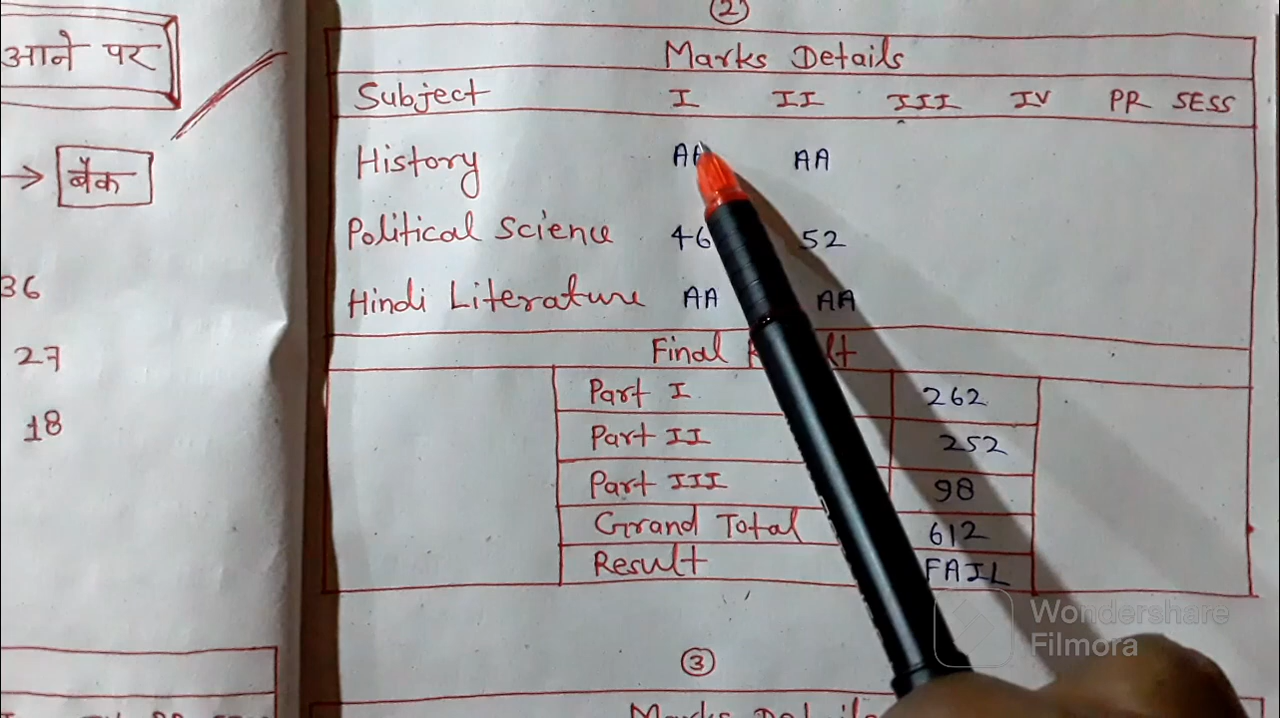 आने पर
→ बैंक
36
27
18
2
Marks Details
Subject I II III IV PR SESS
History AA AA
Political Science 46 52
Hindi Literature AA AA
Final
Part I 262
Part II 252
Part III 98
Grand Total 612
Result FAIL
Wondershare
Filmora
3